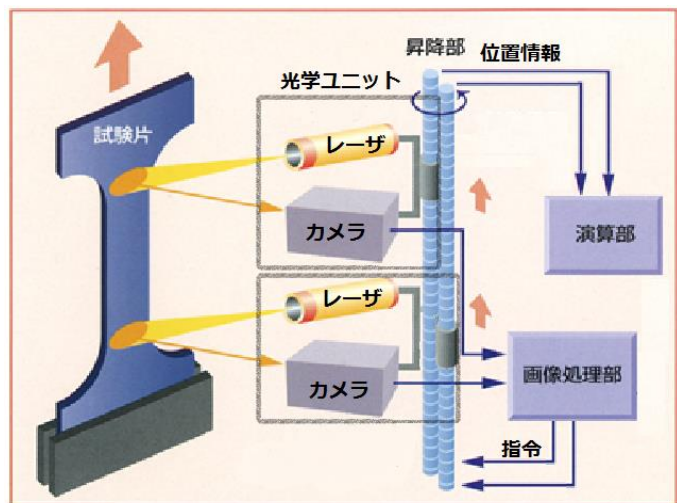 昇降部
位置情報
光学ユニット
試験片
レーザ
カメラ
演算部
レーザ
カメラ
画像処理部
指令